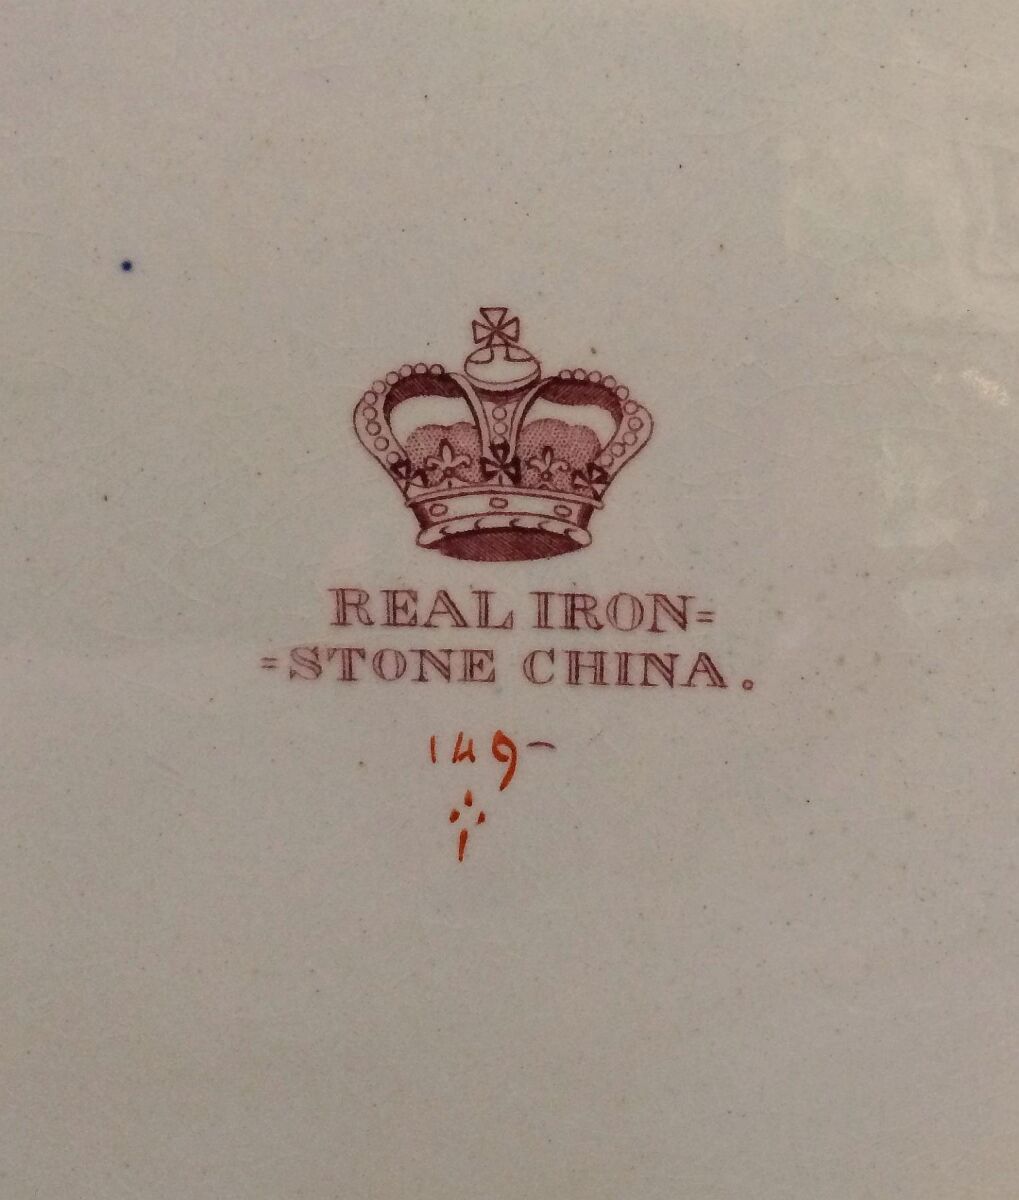 REAL IRON=
=STONE CHINA.
149-